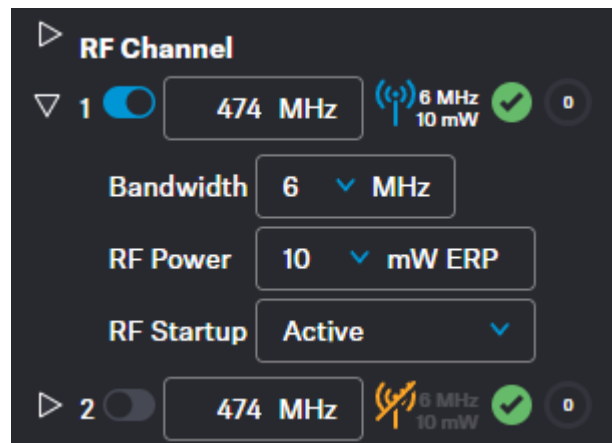 RF Channel
1 474 MHz 6 MHz 0
10 mW
Bandwidth 6 MHz
RF Power 10 mW ERP
RF Startup Active
2 474 MHz 6 MHz 0
10 mW